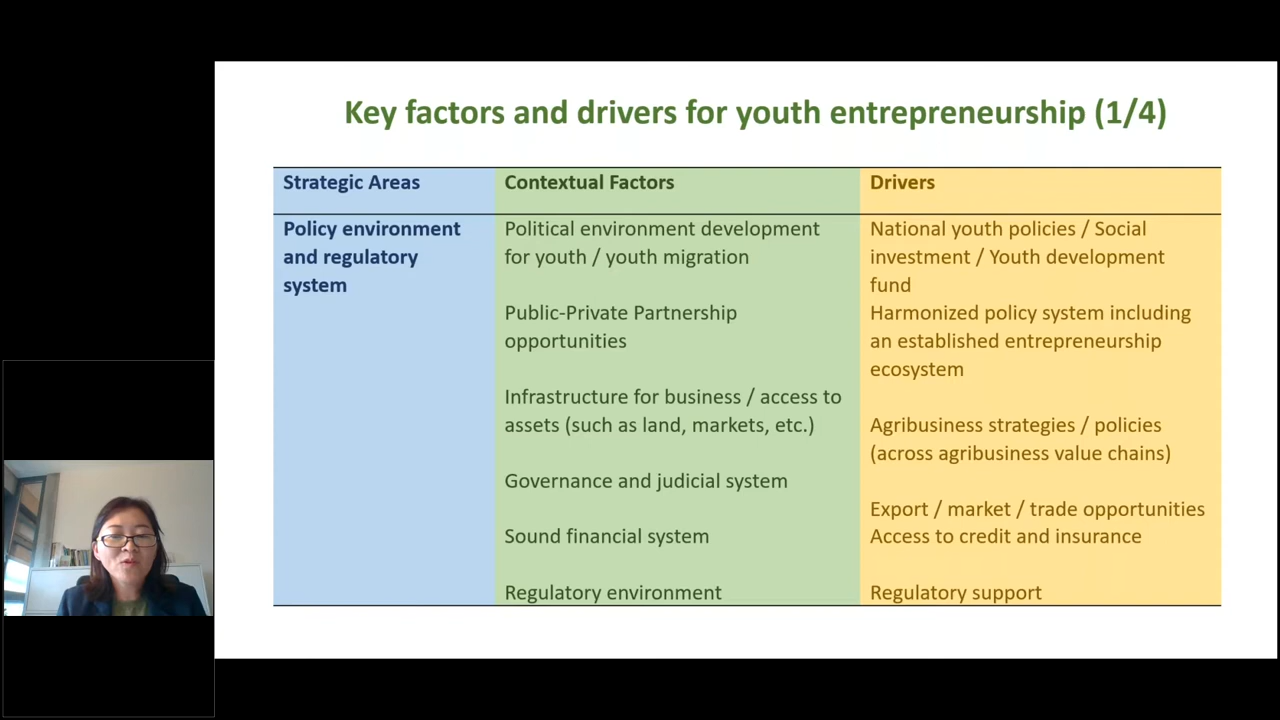 Key factors and drivers for youth entrepreneurship (1/4)
Strategic Areas
Contextual Factors
Drivers
Policy environment
and regulatory
system
Political environment development
for youth / youth migration
Public-Private Partnership
opportunities
Infrastructure for business / access to
assets (such as land, markets, etc.)
Governance and judicial system
Sound financial system
Regulatory environment
National youth policies / Social
investment / Youth development
fund
Harmonized policy system including
an established entrepreneurship
ecosystem
Agribusiness strategies / policies
(across agribusiness value chains)
Export / market / trade opportunities
Access to credit and insurance
Regulatory support